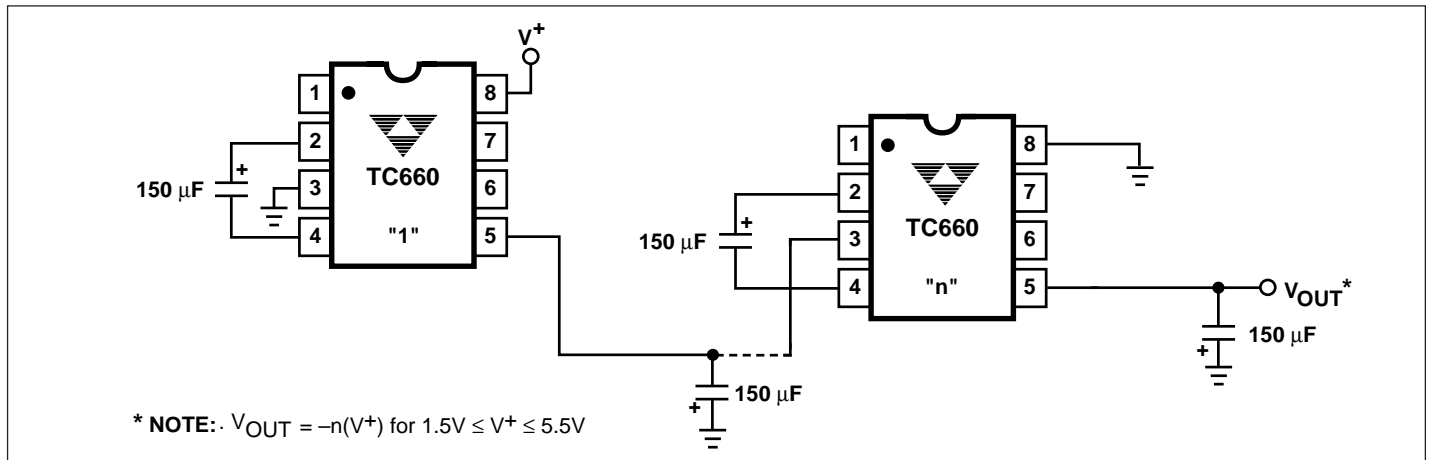 V+
1
8
2
7
TC660
3
6
4
"1"
5
+
150 µF
1
8
2
7
TC660
3
6
4
"n"
5
+
150 µF
VOUT*
+
150 µF
+
150 µF
* NOTE: VOUT = –n(V+) for 1.5V ≤ V+ ≤ 5.5V